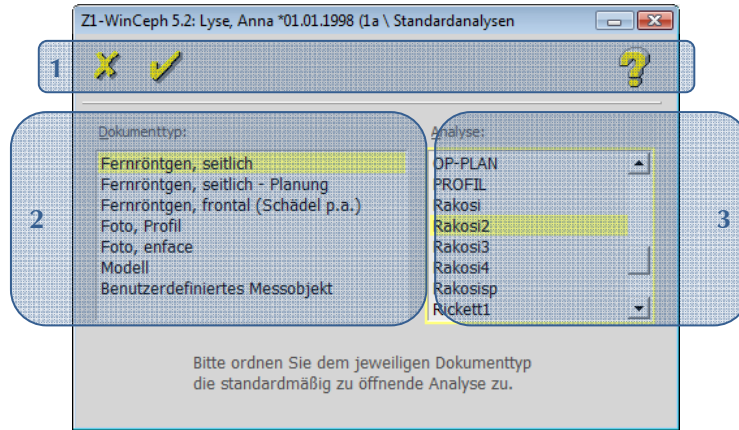 Z1-WinCeph 5.2: Lyse, Anna *01.01.1998 (1a \ Standardanalysen
1
Dokumenttyp:
Fernröntgen, seitlich
Fernröntgen, seitlich - Planung
Fernröntgen, frontal (Schädel p.a.)
Foto, Profil
Foto, enface
Modell
Benutzerdefiniertes Messobjekt
2
Analyse:
OP-PLAN
PROFIL
Rakosi
Rakosi2
Rakosi3
Rakosi4
Rakosisp
Rickett1
3
Bitte ordnen Sie dem jeweiligen Dokumenttyp
die standardmäßig zu öffnende Analyse zu.